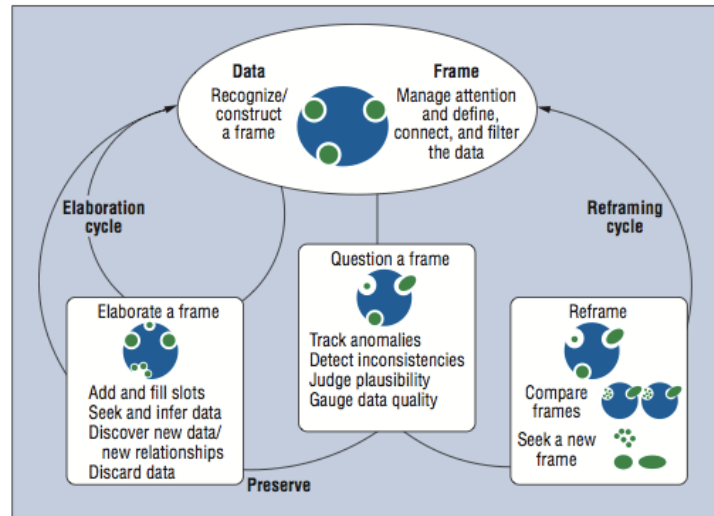 Data
Recognize/
construct
a frame
Frame
Manage attention
and define,
connect, and filter
the data
Elaboration
cycle
Reframing
cycle
Elaborate a frame
Add and fill slots
Seek and infer data
Discover new data/
new relationships
Discard data
Question a frame
Track anomalies
Detect inconsistencies
Judge plausibility
Gauge data quality
Reframe
Compare
frames
Seek a new
frame
Preserve